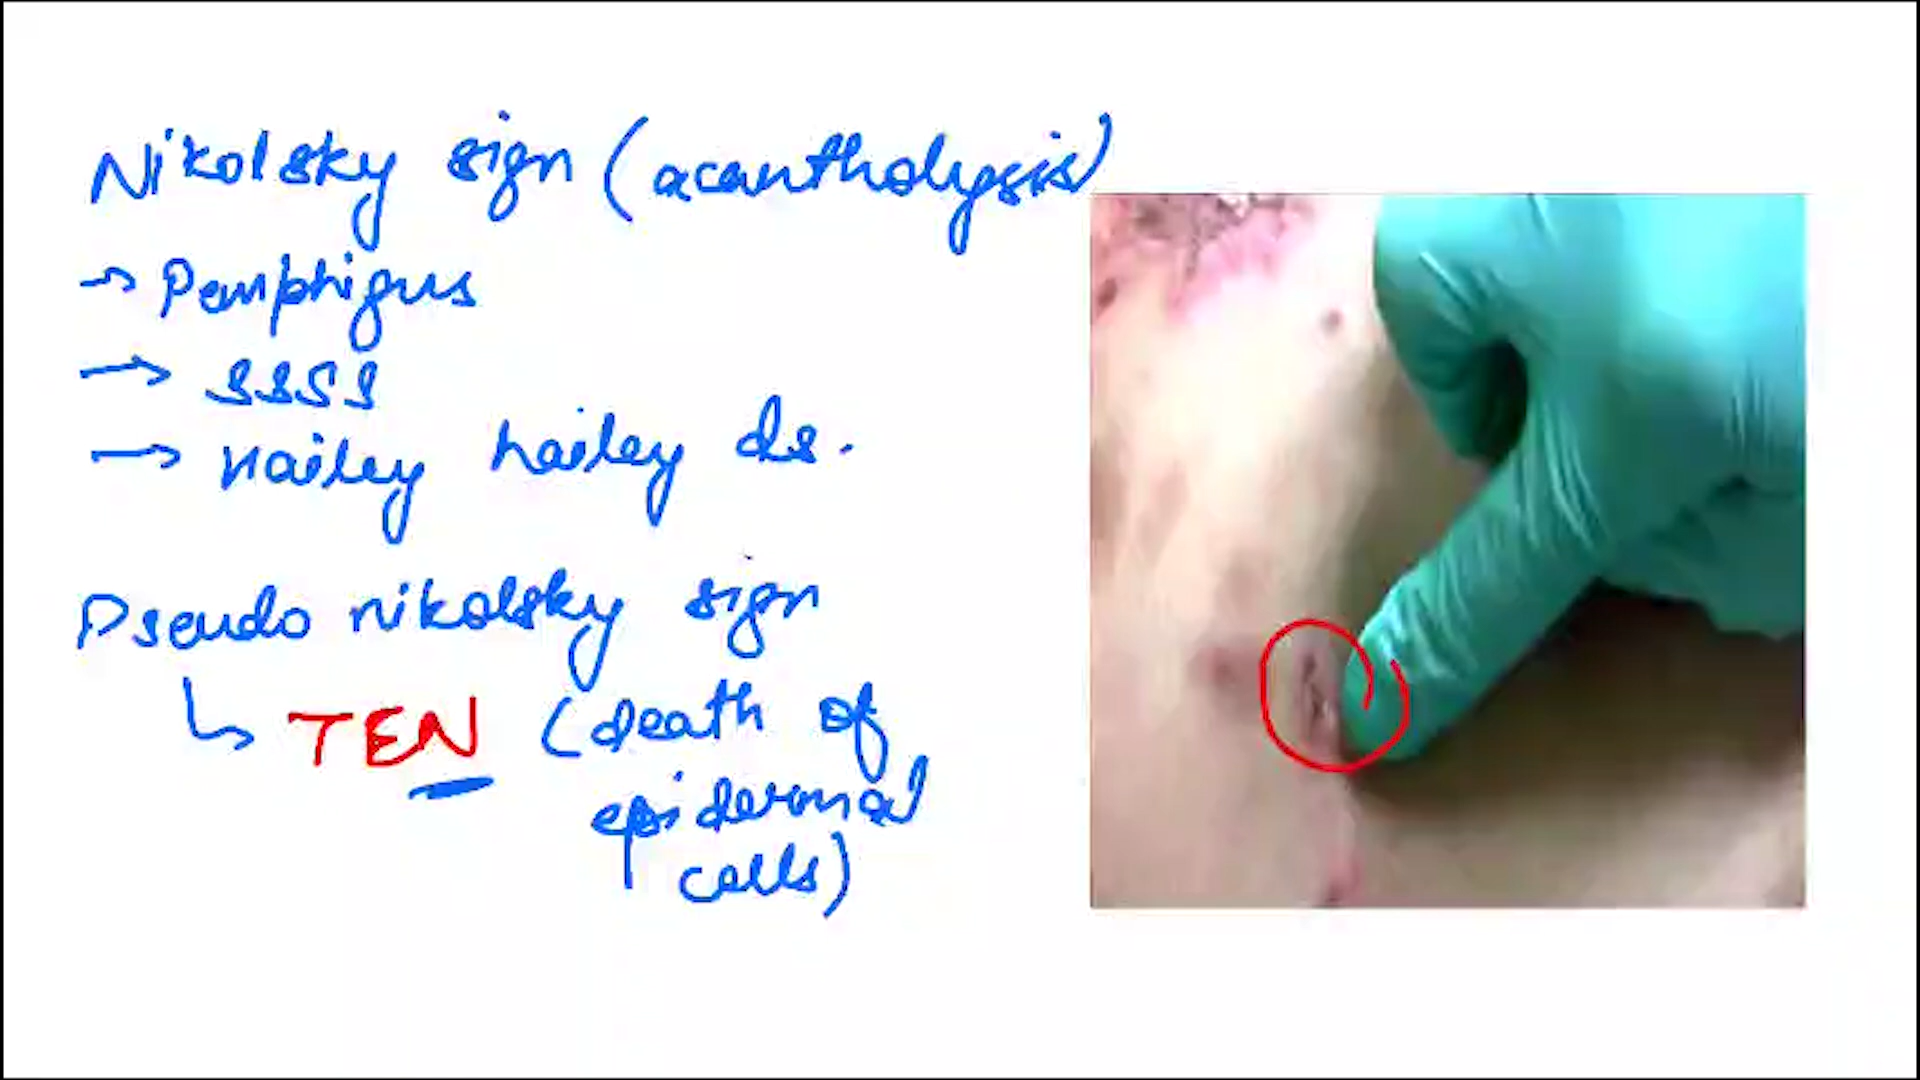 Nikolsky sign (acantholysis)
→ Pemphigus
→ SSSS
→ Hailey hailey ds.
Pseudo nikolsky sign
↳ TEN (death of
epidermal
cells)